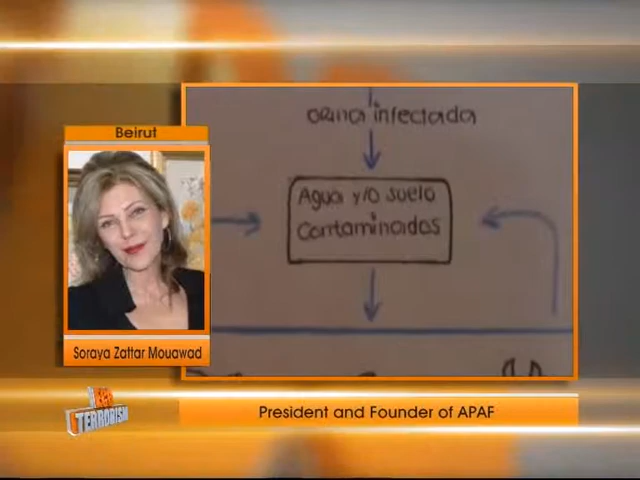 Beirut
Soraya Zattar Mouawad
orina infectada
Agua y/o suelo
Contaminados
President and Founder of APAF
TERRORISM